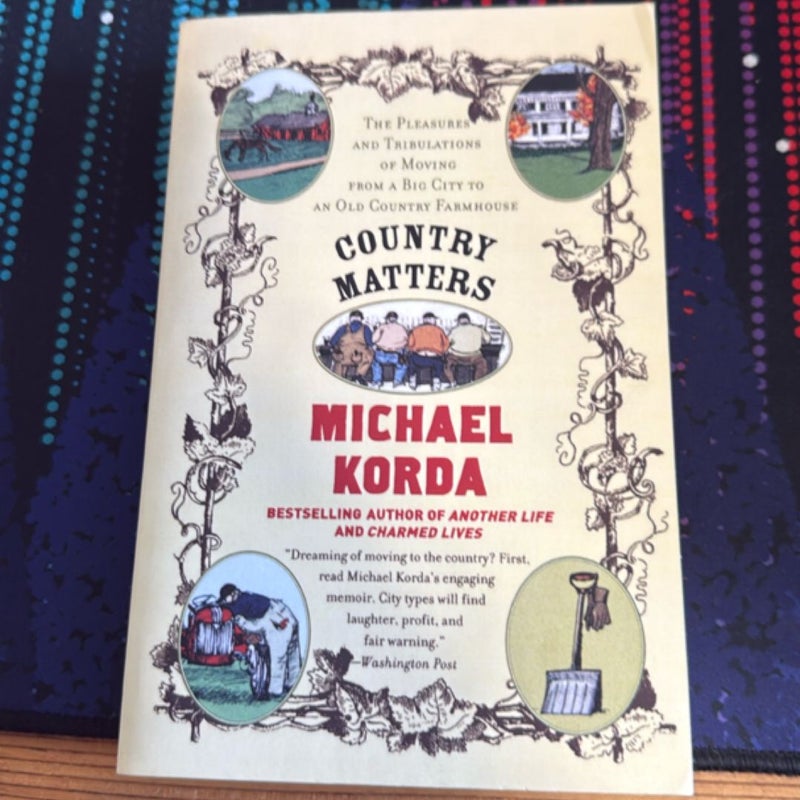 The Pleasures
and Tribulations
of Moving
from a Big City to
an Old Country Farmhouse
COUNTRY
MATTERS
MICHAEL
KORDA
BESTSELLING AUTHOR OF ANOTHER LIFE
AND CHARMED LIVES
"Dreaming of moving to the country? First,
read Michael Korda's engaging
memoir. City types will find
laughter, profit, and
fair warning."
—Washington Post